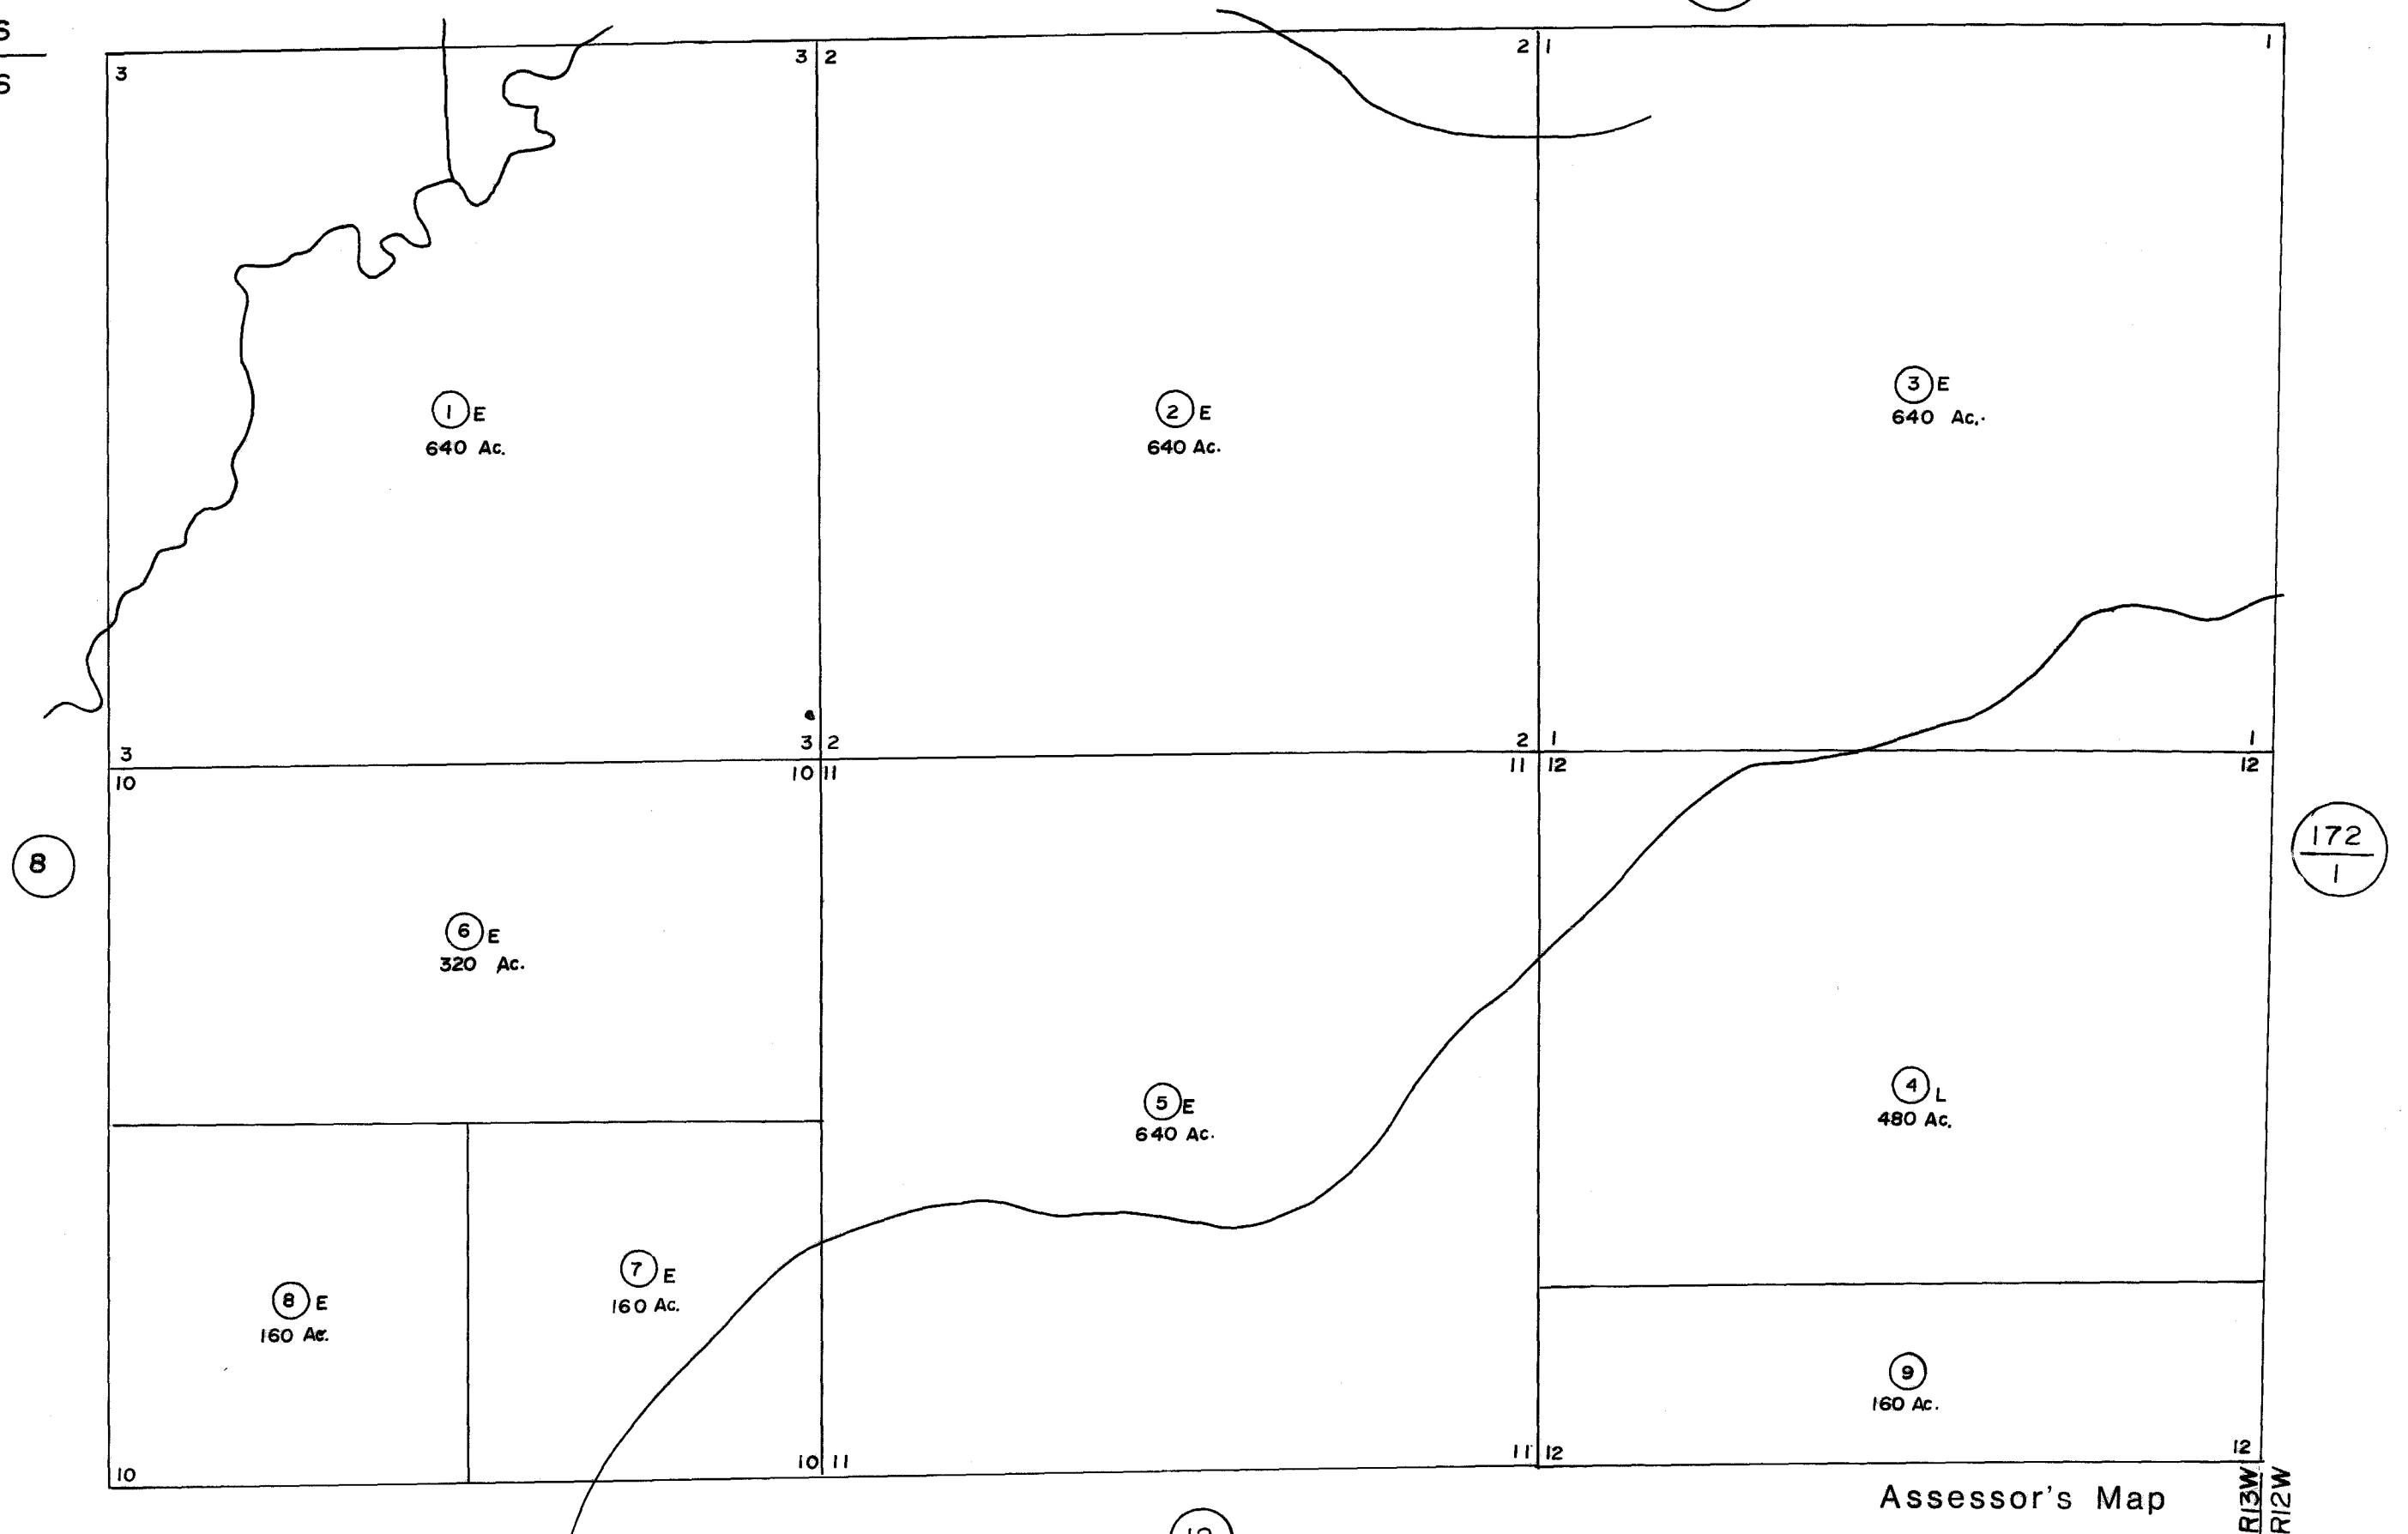 3
3 2
2 1
1
1 E
640 Ac.
2 E
640 Ac.
3 E
640 Ac.
3
3 2
2 1
1
10
10 11
11 12
12
8
172
1
6 E
320 Ac.
5 E
640 Ac.
4 L
480 Ac.
7 E
160 Ac.
8 E
160 Ac.
9
160 Ac.
10
10 11
11 12
12
Assessor's Map
R13W
R12W